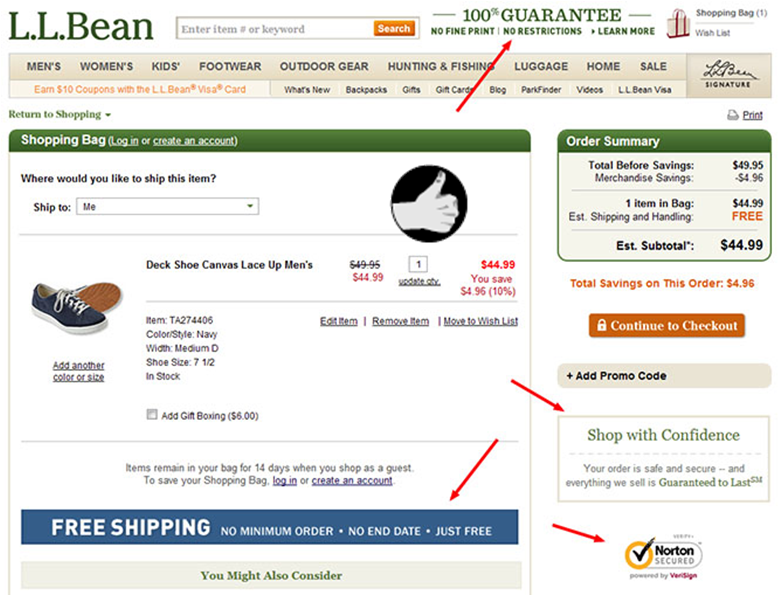 L.L.Bean
Enter item # or keyword
Search
100% GUARANTEE
NO FINE PRINT | NO RESTRICTIONS
LEARN MORE
Shopping Bag (1)
Wish List
MEN'S WOMEN'S KIDS' FOOTWEAR OUTDOOR GEAR HUNTING & FISHING LUGGAGE HOME SALE
L.L.Bean
SIGNATURE
Earn $10 Coupons with the L.L.Bean® Visa® Card
What's New Backpacks Gifts Gift Cards Blog ParkFinder Videos L.L.Bean Visa
Return to Shopping
Print
Shopping Bag (Log in or create an account)
Where would you like to ship this item?
Ship to: Me
Deck Shoe Canvas Lace Up Men's
$49.95
$44.99
1
update qty.
$44.99
You save
$4.96 (10%)
Item: TA274406
Color/Style: Navy
Width: Medium D
Shoe Size: 7 1/2
In Stock
Edit Item | Remove Item | Move to Wish List
Add another
color or size
Add Gift Boxing ($6.00)
Items remain in your bag for 14 days when you shop as a guest.
To save your Shopping Bag, log in or create an account.
FREE SHIPPING NO MINIMUM ORDER • NO END DATE • JUST FREE
You Might Also Consider
Order Summary
Total Before Savings: $49.95
Merchandise Savings: -$4.96
1 item in Bag: $44.99
Est. Shipping and Handling: FREE
Est. Subtotal*: $44.99
Total Savings on This Order: $4.96
Continue to Checkout
+ Add Promo Code
Shop with Confidence
Your order is safe and secure -- and
everything we sell is Guaranteed to Last℠
VERIFY
Norton
SECURED
powered by VeriSign